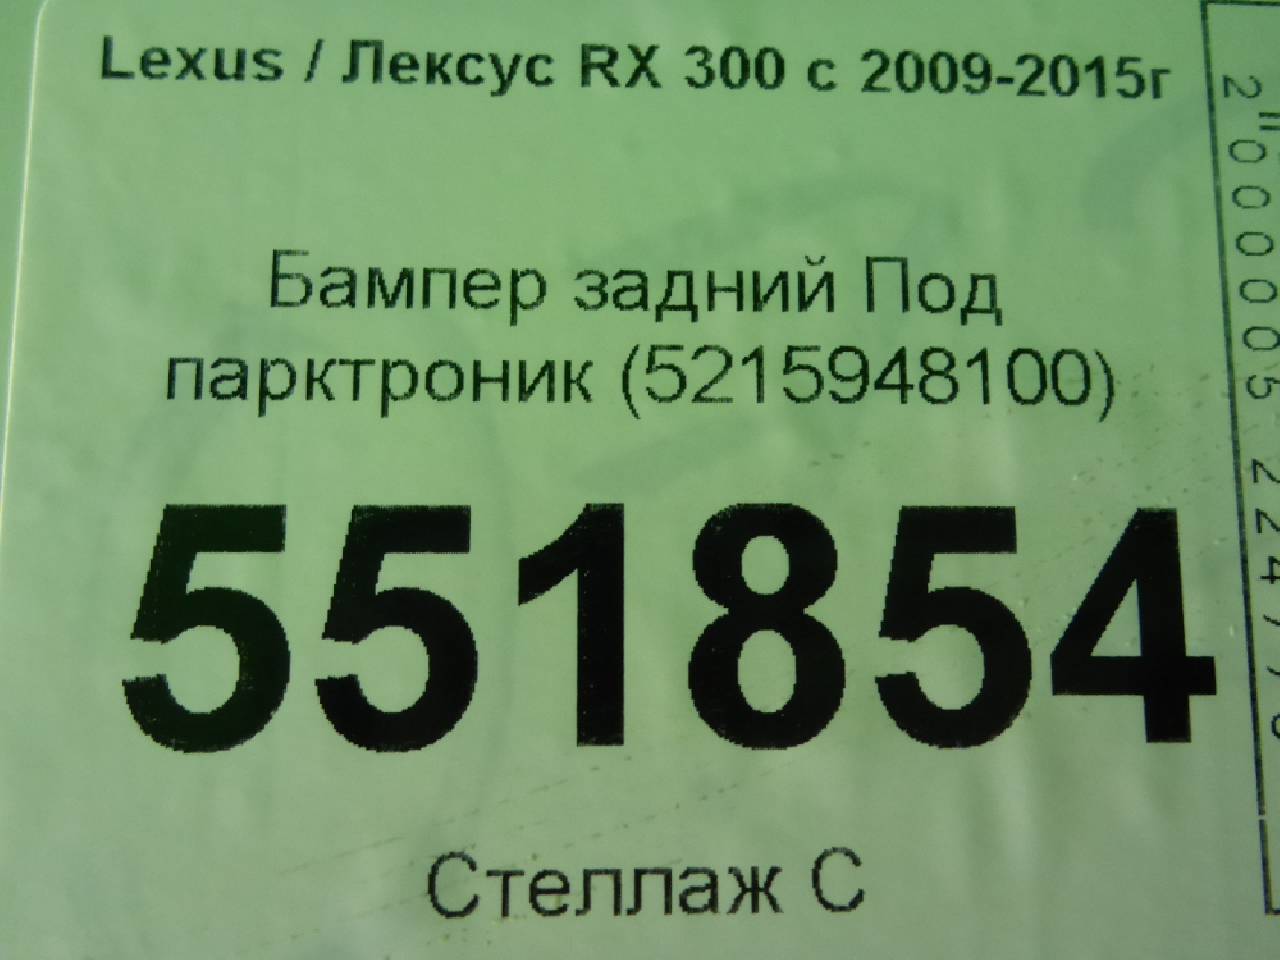 Lexus / Лексус RX 300 с 2009-2015г
Бампер задний Под
парктроник (5215948100)
551854
Стеллаж С